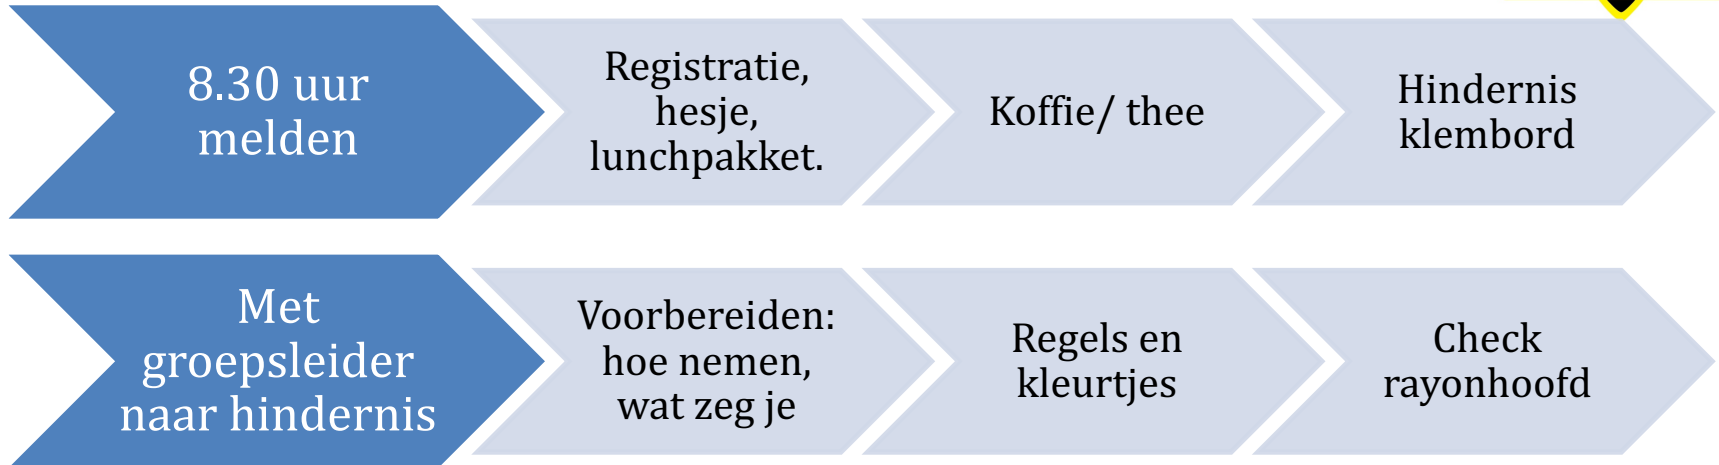 8.30 uur
melden
Registratie,
hesje,
lunchpakket.
Koffie/ thee
Hindernis
klembord
Met
groepsleider
naar hindernis
Voorbereiden:
hoe nemen,
wat zeg je
Regels en
kleurtjes
Check
rayonhoofd